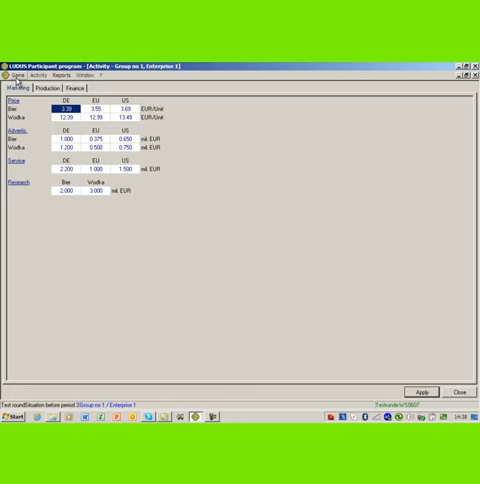 LUDUS Participant program - [Activity - Group no 1, Enterprise 1]
Game Activity Reports Window ?
Marketing Production Finance
Price DE EU US
Bier 3.39 3.55 3.69 EUR/Unit
Wodka 12.39 12.99 13.49 EUR/Unit
Advertic. DE EU US
Bier 1.000 0.375 0.650 mil. EUR
Wodka 1.200 0.500 0.750 mil. EUR
Service DE EU US
2.200 1.000 1.500 mil. EUR
Research Bier Wodka
2.000 3.000 mil. EUR
Apply Close
Test round Situation before period 3 Group no 1 / Enterprise 1
Start 14:38